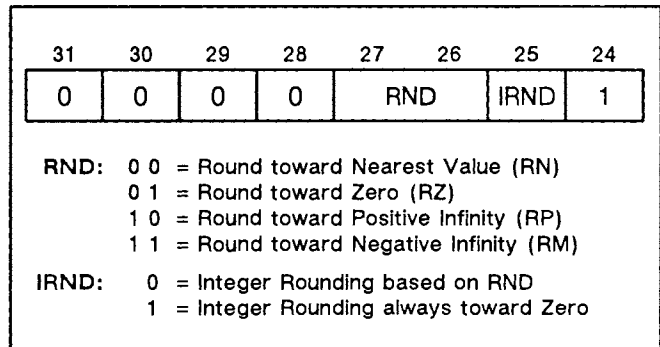 31 30 29 28 27 26 25 24
0 0 0 0 RND IRND 1
RND: 0 0 = Round toward Nearest Value (RN)
0 1 = Round toward Zero (RZ)
1 0 = Round toward Positive Infinity (RP)
1 1 = Round toward Negative Infinity (RM)
IRND: 0 = Integer Rounding based on RND
1 = Integer Rounding always toward Zero